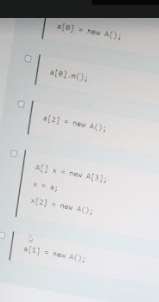 a[0] = new A();
a[0].m();
a[2] = new A();
A[] x = new A[3];
x = a;
x[2] = new A();
a[1] = new A();